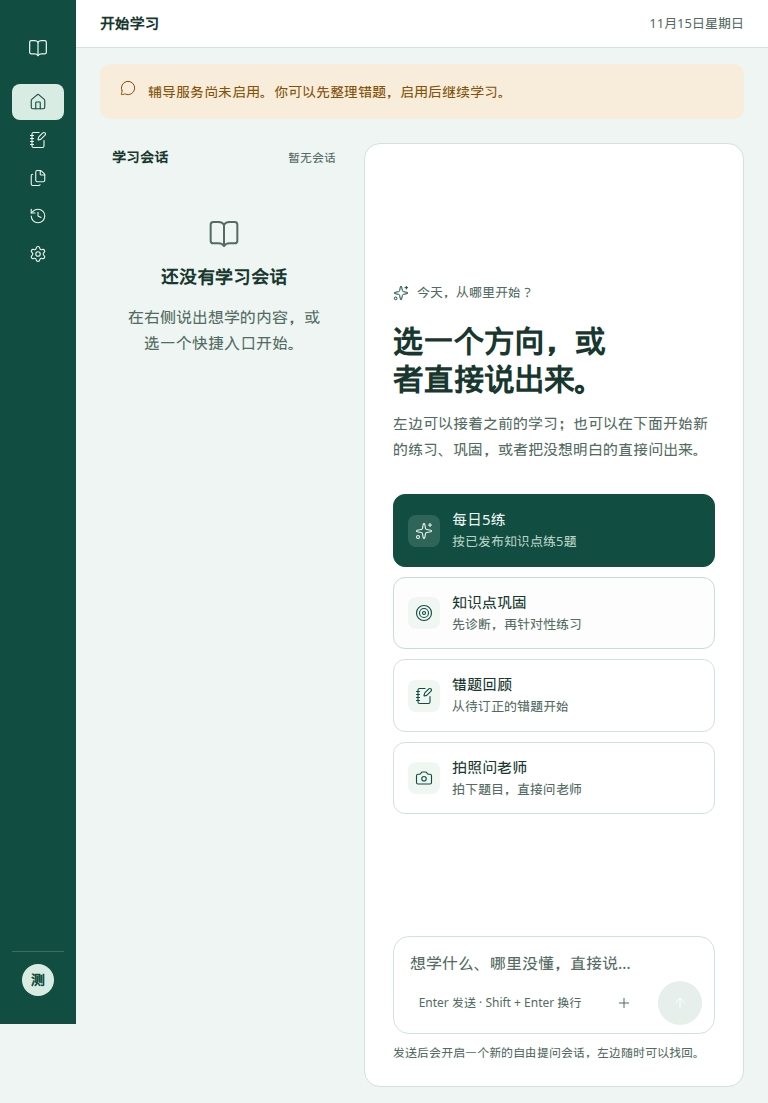 开始学习
11月15日星期日
辅导服务尚未启用。你可以先整理错题，启用后继续学习。
学习会话
暂无会话
还没有学习会话
在右侧说出想学的内容，或
选一个快捷入口开始。
今天，从哪里开始？
选一个方向，或
者直接说出来。
左边可以接着之前的学习；也可以在下面开始新
的练习、巩固，或者把没想明白的直接问出来。
每日5练
按已发布知识点练5题
知识点巩固
先诊断，再针对性练习
错题回顾
从待订正的错题开始
拍照问老师
拍下题目，直接问老师
想学什么、哪里没懂，直接说…
Enter 发送 · Shift + Enter 换行
发送后会开启一个新的自由提问会话，左边随时可以找回。
测